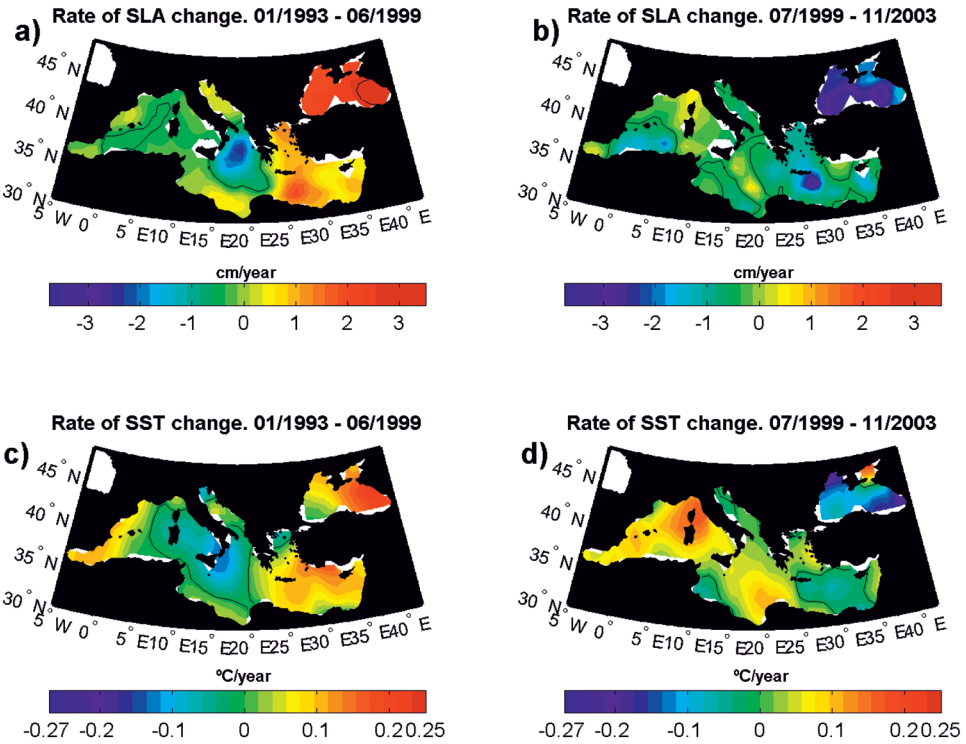 Rate of SLA change. 01/1993 - 06/1999
a)
45° N
40° N
35° N
30° N
5° W 0° 5° E10° E15° E20° E25° E30° E35° E40° E
cm/year
-3 -2 -1 0 1 2 3
Rate of SLA change. 07/1999 - 11/2003
b)
45° N
40° N
35° N
30° N
5° W 0° 5° E10° E15° E20° E25° E30° E35° E40° E
cm/year
-3 -2 -1 0 1 2 3
Rate of SST change. 01/1993 - 06/1999
c)
45° N
40° N
35° N
30° N
5° W 0° 5° E10° E15° E20° E25° E30° E35° E40° E
ºC/year
-0.27 -0.2 -0.1 0 0.1 0.20.25
Rate of SST change. 07/1999 - 11/2003
d)
45° N
40° N
35° N
30° N
5° W 0° 5° E10° E15° E20° E25° E30° E35° E40° E
ºC/year
-0.27 -0.2 -0.1 0 0.1 0.20.25